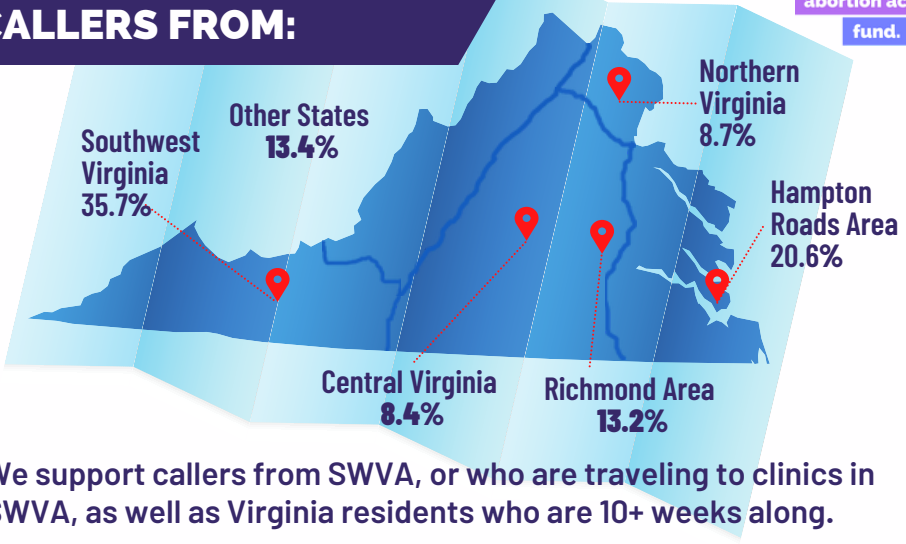 CALLERS FROM:
abortion ac
fund.
Northern
Virginia
8.7%
Other States
13.4%
Southwest
Virginia
35.7%
Hampton
Roads Area
20.6%
Central Virginia
8.4%
Richmond Area
13.2%
We support callers from SWVA, or who are traveling to clinics in
SWVA, as well as Virginia residents who are 10+ weeks along.